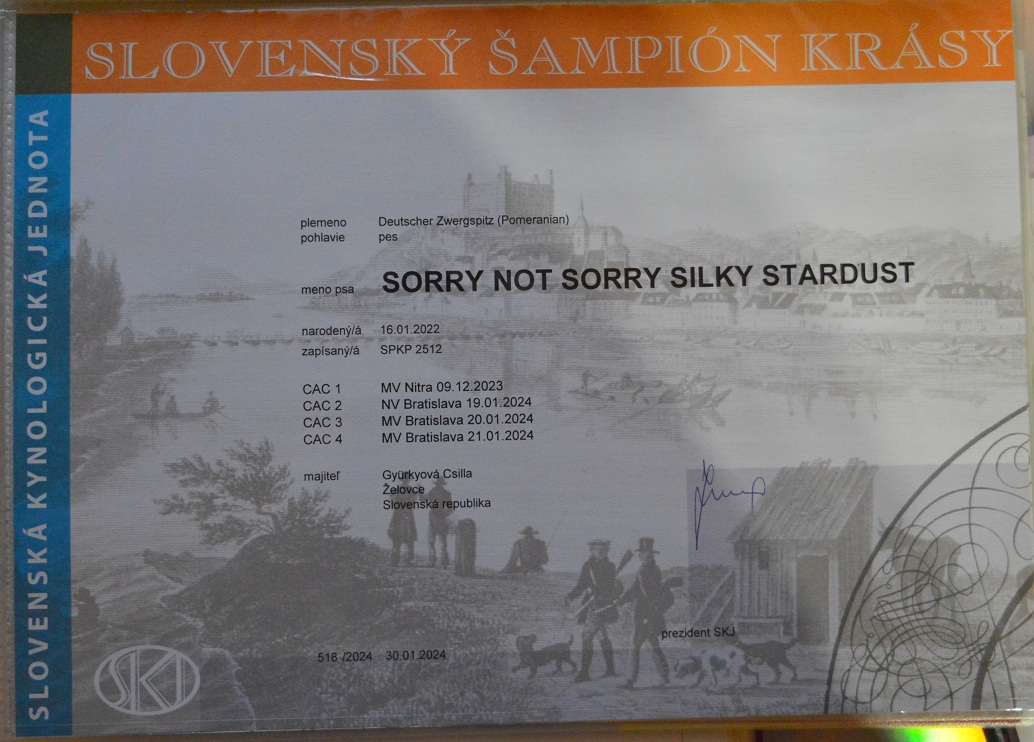 SLOVENSKÝ ŠAMPIÓN KRÁSY
SLOVENSKÁ KYNOLOGICKÁ JEDNOTA
plemeno Deutscher Zwergspitz (Pomeranian)
pohlavie pes
meno psa SORRY NOT SORRY SILKY STARDUST
narodený/á 16.01.2022
zapísaný/á SPKP 2512
CAC 1 MV Nitra 09.12.2023
CAC 2 NV Bratislava 19.01.2024
CAC 3 MV Bratislava 20.01.2024
CAC 4 MV Bratislava 21.01.2024
majiteľ Gyürkyová Csilla
Želovce
Slovenská republika
prezident SKJ
518 /2024 30.01.2024
SKJ